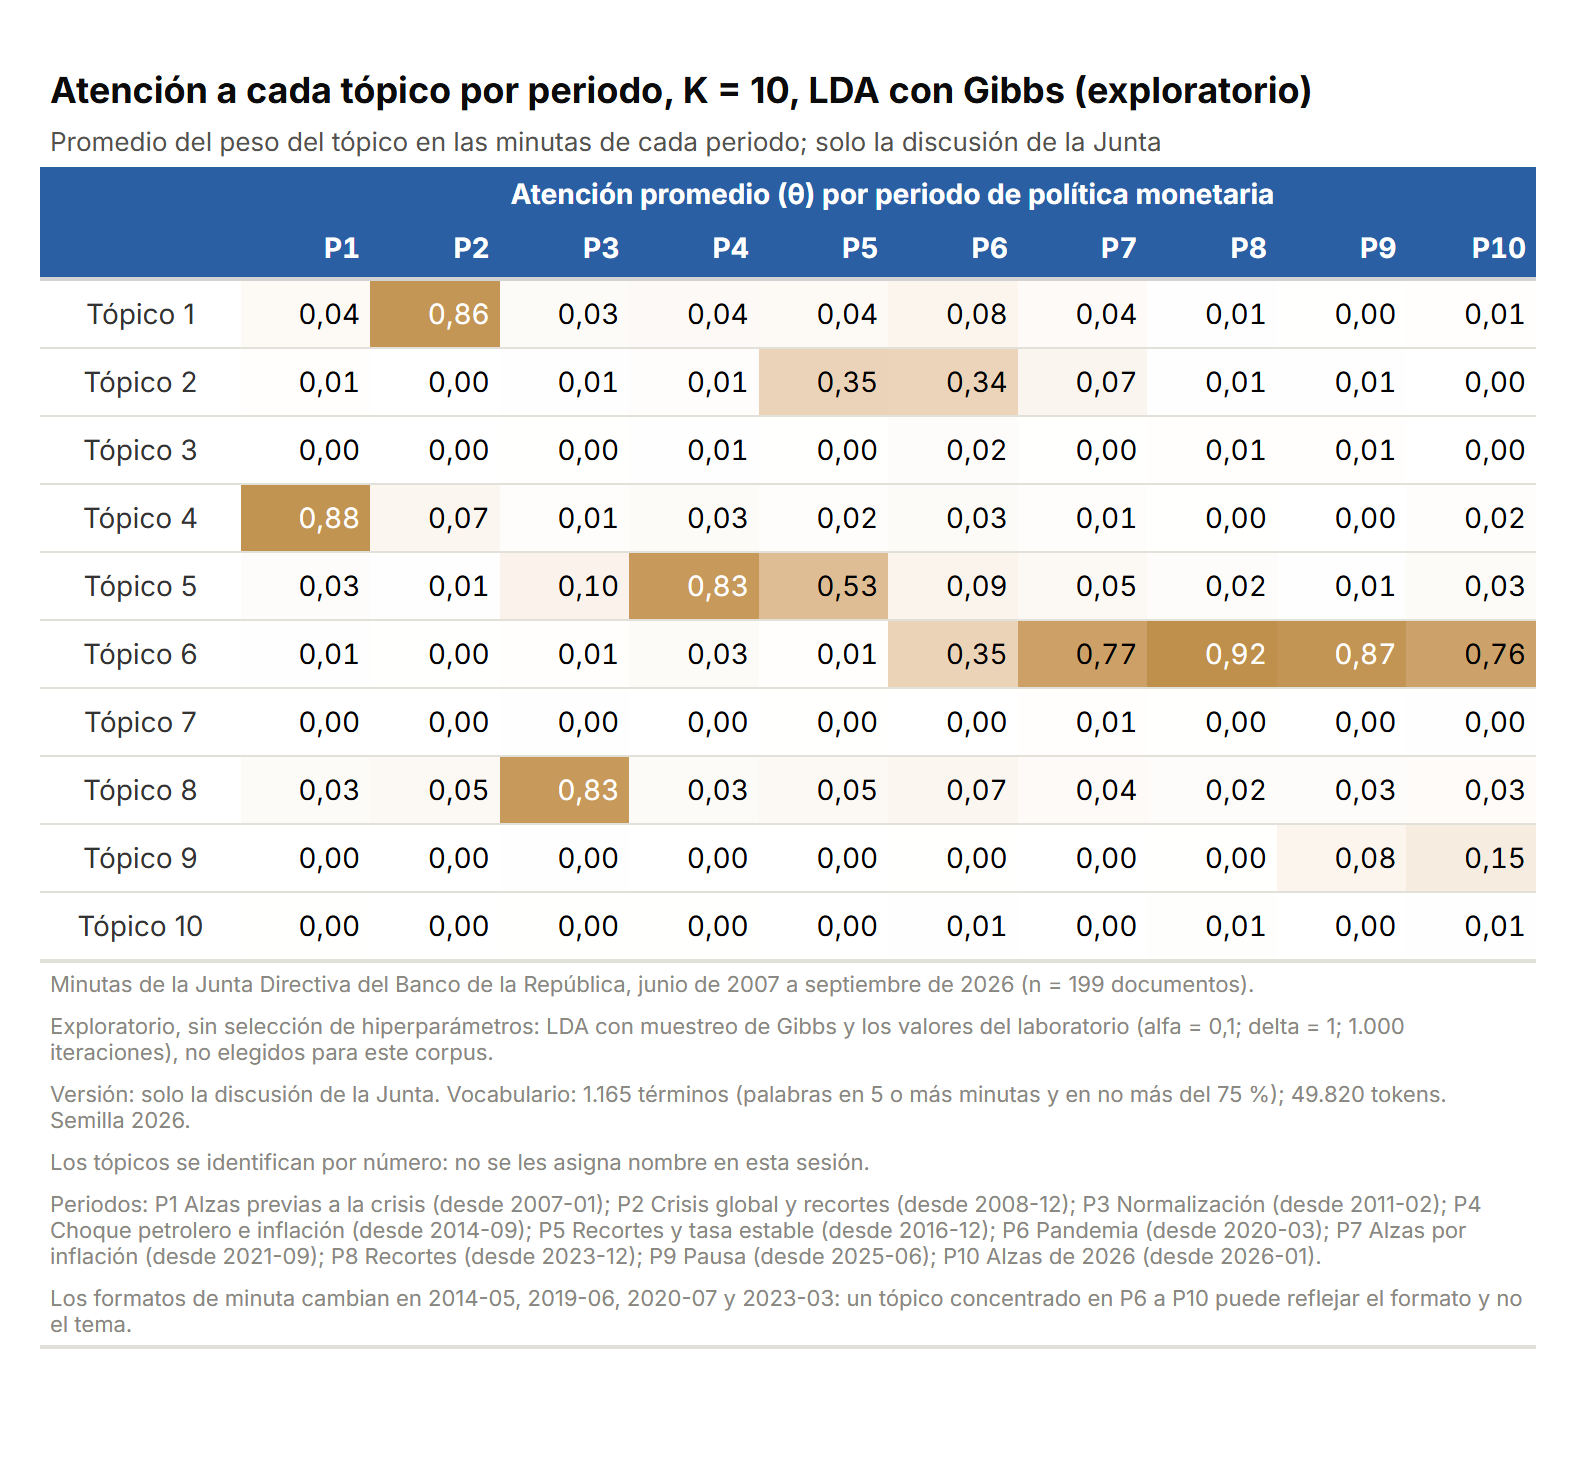 Atención a cada tópico por periodo, K = 10, LDA con Gibbs (exploratorio)
Promedio del peso del tópico en las minutas de cada periodo; solo la discusión de la Junta
Atención promedio (θ) por periodo de política monetaria
P1 P2 P3 P4 P5 P6 P7 P8 P9 P10
Tópico 1 0,04 0,86 0,03 0,04 0,04 0,08 0,04 0,01 0,00 0,01
Tópico 2 0,01 0,00 0,01 0,01 0,35 0,34 0,07 0,01 0,01 0,00
Tópico 3 0,00 0,00 0,00 0,01 0,00 0,02 0,00 0,01 0,01 0,00
Tópico 4 0,88 0,07 0,01 0,03 0,02 0,03 0,01 0,00 0,00 0,02
Tópico 5 0,03 0,01 0,10 0,83 0,53 0,09 0,05 0,02 0,01 0,03
Tópico 6 0,01 0,00 0,01 0,03 0,01 0,35 0,77 0,92 0,87 0,76
Tópico 7 0,00 0,00 0,00 0,00 0,00 0,00 0,01 0,00 0,00 0,00
Tópico 8 0,03 0,05 0,83 0,03 0,05 0,07 0,04 0,02 0,03 0,03
Tópico 9 0,00 0,00 0,00 0,00 0,00 0,00 0,00 0,00 0,08 0,15
Tópico 10 0,00 0,00 0,00 0,00 0,00 0,01 0,00 0,01 0,00 0,01
Minutas de la Junta Directiva del Banco de la República, junio de 2007 a septiembre de 2026 (n = 199 documentos).
Exploratorio, sin selección de hiperparámetros: LDA con muestreo de Gibbs y los valores del laboratorio (alfa = 0,1; delta = 1; 1.000
iteraciones), no elegidos para este corpus.
Versión: solo la discusión de la Junta. Vocabulario: 1.165 términos (palabras en 5 o más minutas y en no más del 75 %); 49.820 tokens.
Semilla 2026.
Los tópicos se identifican por número: no se les asigna nombre en esta sesión.
Periodos: P1 Alzas previas a la crisis (desde 2007-01); P2 Crisis global y recortes (desde 2008-12); P3 Normalización (desde 2011-02); P4
Choque petrolero e inflación (desde 2014-09); P5 Recortes y tasa estable (desde 2016-12); P6 Pandemia (desde 2020-03); P7 Alzas por
inflación (desde 2021-09); P8 Recortes (desde 2023-12); P9 Pausa (desde 2025-06); P10 Alzas de 2026 (desde 2026-01).
Los formatos de minuta cambian en 2014-05, 2019-06, 2020-07 y 2023-03: un tópico concentrado en P6 a P10 puede reflejar el formato y no
el tema.